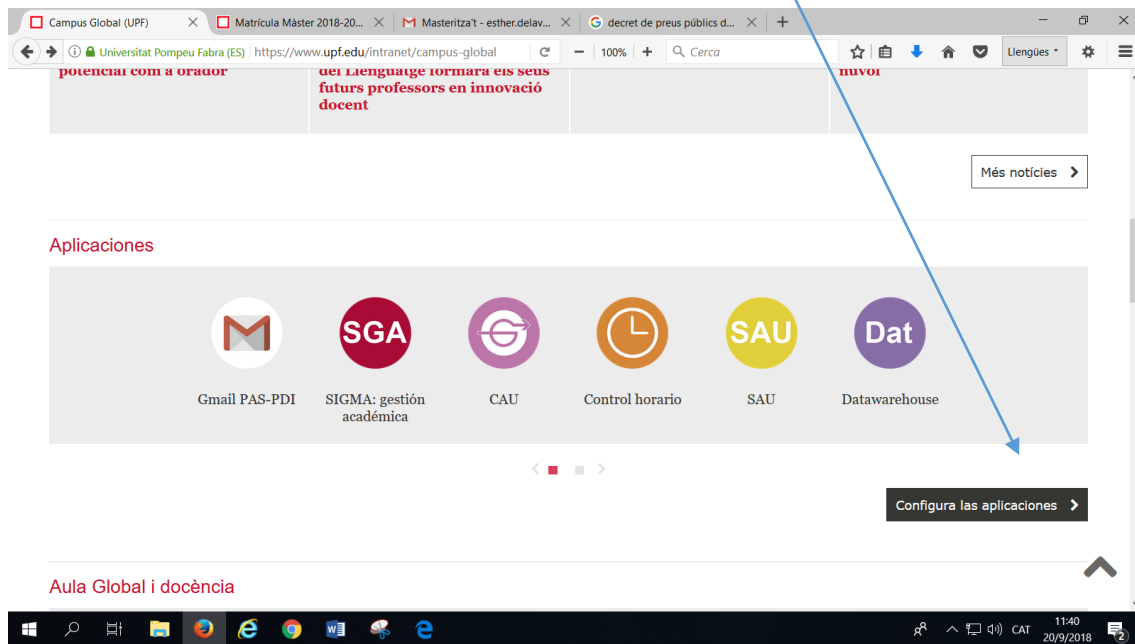 Campus Global (UPF)
Matrícula Màster 2018-20...
Masteritza't - esther.delav...
decret de preus públics d...
Universitat Pompeu Fabra (ES) https://www.upf.edu/intranet/campus-global
100%
Cerca
Llengües
potencial com a orador
del Llenguatge formarà els seus
futurs professors en innovació
docent
núvol
Més notícies
Aplicaciones
SGA
SAU
Dat
Gmail PAS-PDI
SIGMA: gestión
académica
CAU
Control horario
SAU
Datawarehouse
Configura las aplicaciones
Aula Global i docència
CAT
11:40
20/9/2018
2